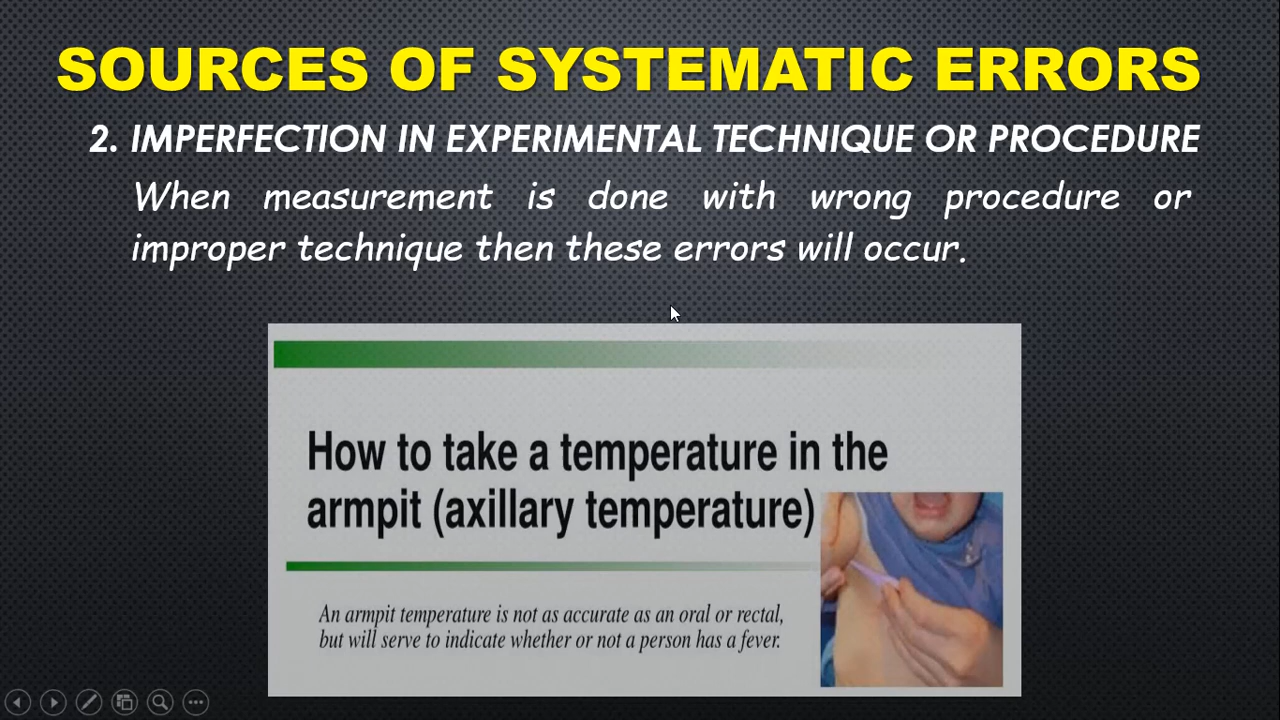 SOURCES OF SYSTEMATIC ERRORS
2. IMPERFECTION IN EXPERIMENTAL TECHNIQUE OR PROCEDURE
When measurement is done with wrong procedure or
improper technique then these errors will occur.
How to take a temperature in the
armpit (axillary temperature)
An armpit temperature is not as accurate as an oral or rectal,
but will serve to indicate whether or not a person has a fever.